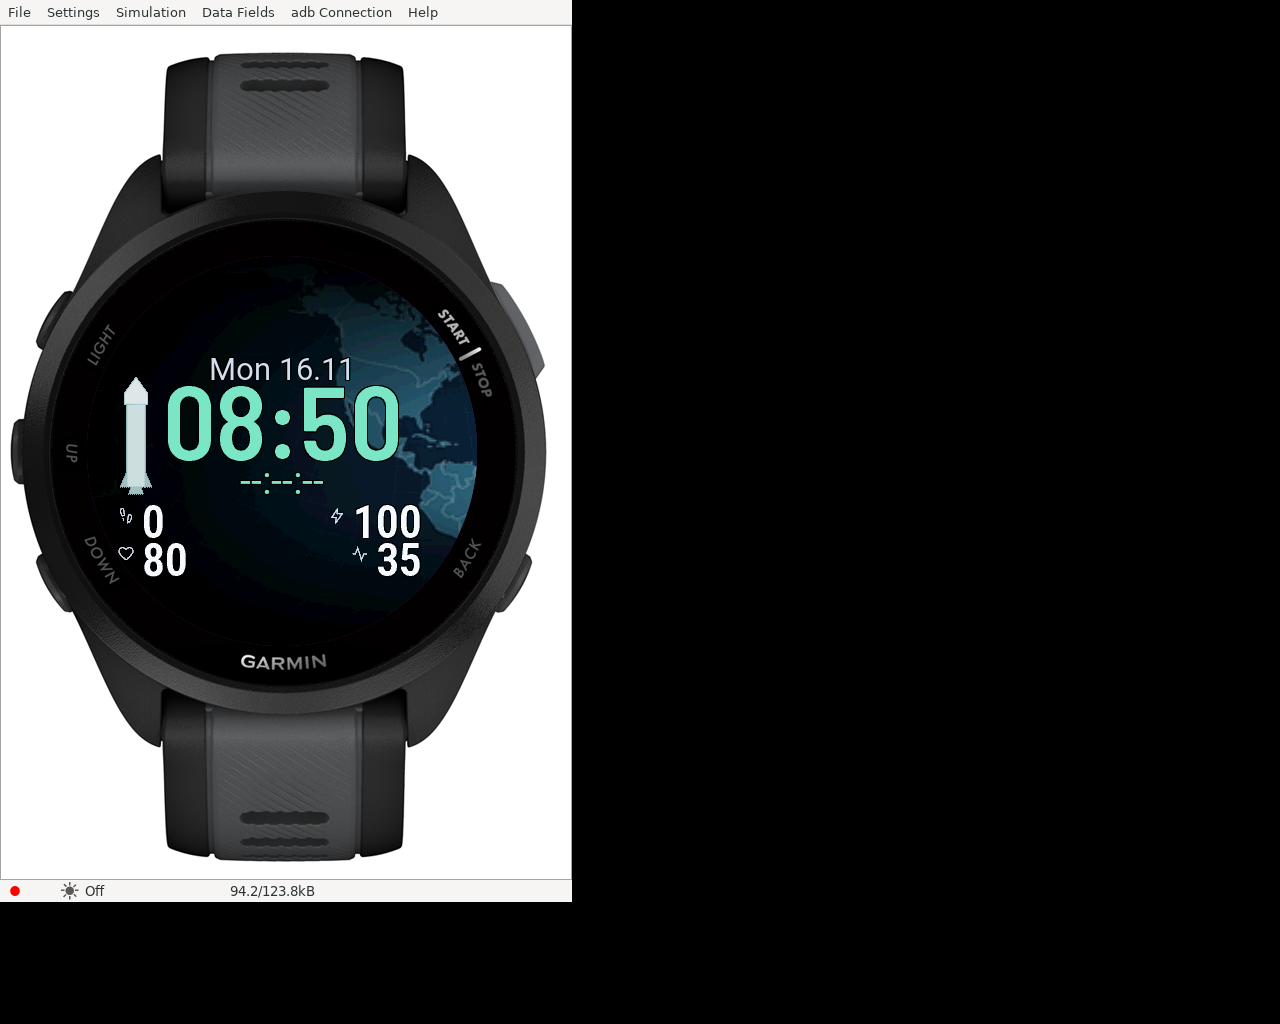 File Settings Simulation Data Fields adb Connection Help
START
STOP
LIGHT
Mon 16.11
08:50
UP
--:--:--
0 100
80 35
DOWN
BACK
GARMIN
Off 94.2/123.8kB